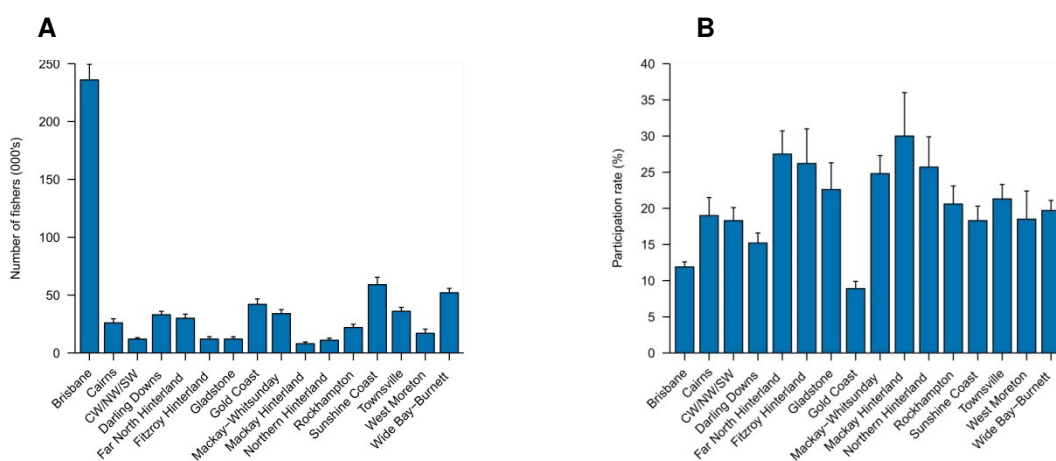 A
Number of fishers (000's)
250
200
150
100
50
0
Brisbane
Cairns
CW/NW/SW
Darling Downs
Far North Hinterland
Fitzroy Hinterland
Gladstone
Gold Coast
Mackay–Whitsunday
Mackay Hinterland
Northern Hinterland
Rockhampton
Sunshine Coast
Townsville
West Moreton
Wide Bay–Burnett
B
Participation rate (%)
40
35
30
25
20
15
10
5
0
Brisbane
Cairns
CW/NW/SW
Darling Downs
Far North Hinterland
Fitzroy Hinterland
Gladstone
Gold Coast
Mackay–Whitsunday
Mackay Hinterland
Northern Hinterland
Rockhampton
Sunshine Coast
Townsville
West Moreton
Wide Bay–Burnett